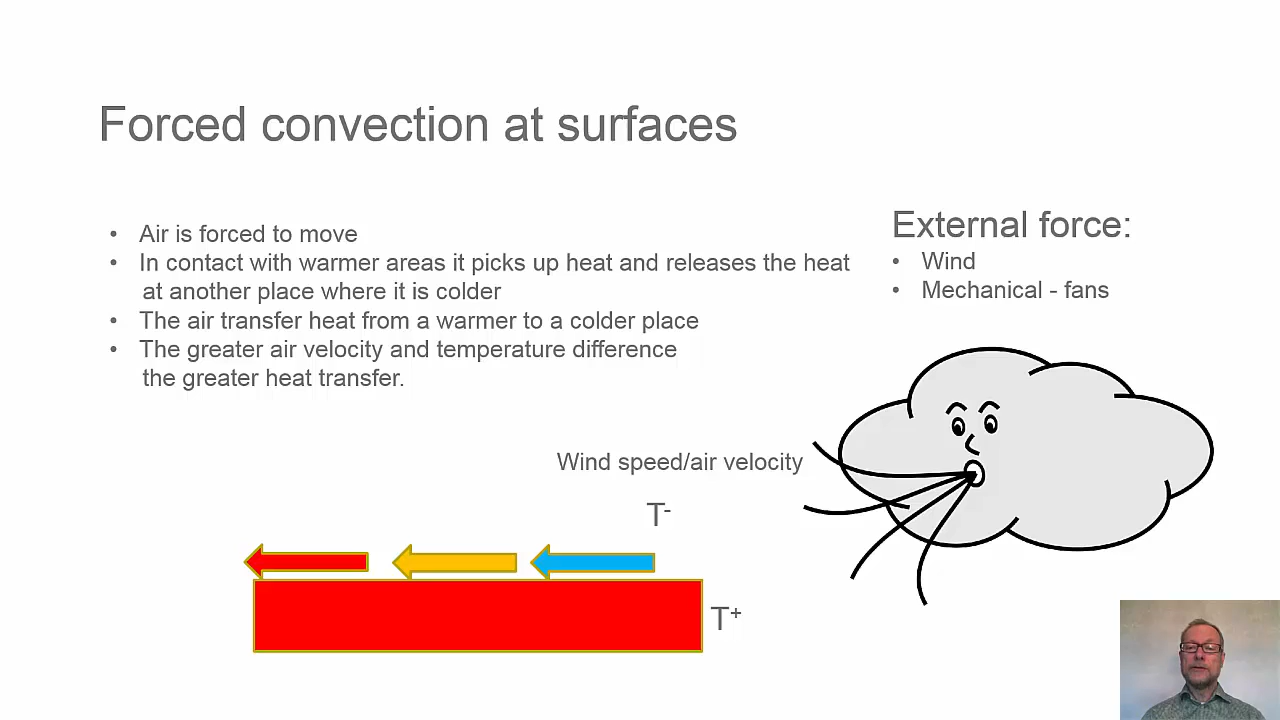 Forced convection at surfaces
• Air is forced to move
• In contact with warmer areas it picks up heat and releases the heat
at another place where it is colder
• The air transfer heat from a warmer to a colder place
• The greater air velocity and temperature difference
the greater heat transfer.
External force:
• Wind
• Mechanical - fans
Wind speed/air velocity
T⁻
T⁺